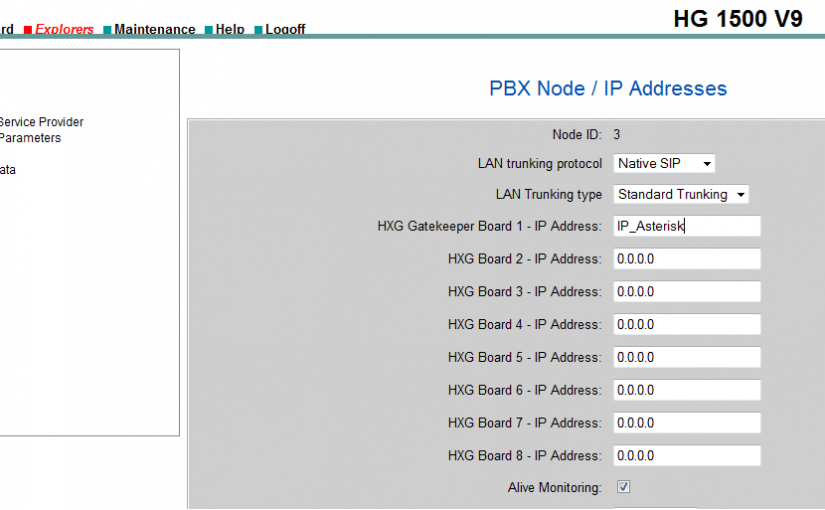 HG 1500 V9
rd Explorers Maintenance Help Logoff
Service Provider
Parameters
ata
PBX Node / IP Addresses
Node ID: 3
LAN trunking protocol Native SIP
LAN Trunking type Standard Trunking
HXG Gatekeeper Board 1 - IP Address: IP_Asterisk
HXG Board 2 - IP Address: 0.0.0.0
HXG Board 3 - IP Address: 0.0.0.0
HXG Board 4 - IP Address: 0.0.0.0
HXG Board 5 - IP Address: 0.0.0.0
HXG Board 6 - IP Address: 0.0.0.0
HXG Board 7 - IP Address: 0.0.0.0
HXG Board 8 - IP Address: 0.0.0.0
Alive Monitoring: